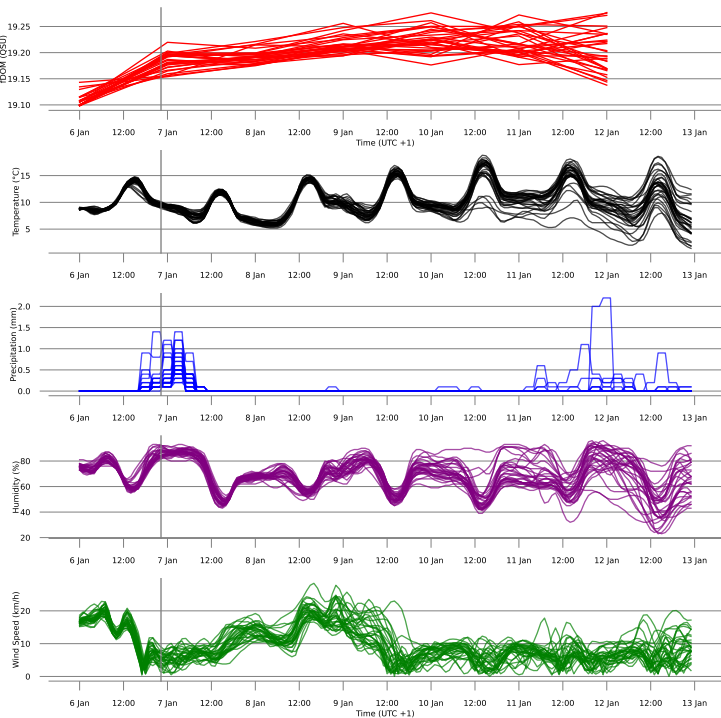 fDOM (QSU)
19.25
19.20
19.15
19.10
6 Jan 12:00 7 Jan 12:00 8 Jan 12:00 9 Jan 12:00 10 Jan 12:00 11 Jan 12:00 12 Jan 12:00 13 Jan
Time (UTC +1)
Temperature (°C)
15
10
5
6 Jan 12:00 7 Jan 12:00 8 Jan 12:00 9 Jan 12:00 10 Jan 12:00 11 Jan 12:00 12 Jan 12:00 13 Jan
Precipitation (mm)
2.0
1.5
1.0
0.5
0.0
6 Jan 12:00 7 Jan 12:00 8 Jan 12:00 9 Jan 12:00 10 Jan 12:00 11 Jan 12:00 12 Jan 12:00 13 Jan
Humidity (%)
80
60
40
20
6 Jan 12:00 7 Jan 12:00 8 Jan 12:00 9 Jan 12:00 10 Jan 12:00 11 Jan 12:00 12 Jan 12:00 13 Jan
Wind Speed (km/h)
20
10
0
6 Jan 12:00 7 Jan 12:00 8 Jan 12:00 9 Jan 12:00 10 Jan 12:00 11 Jan 12:00 12 Jan 12:00 13 Jan
Time (UTC +1)